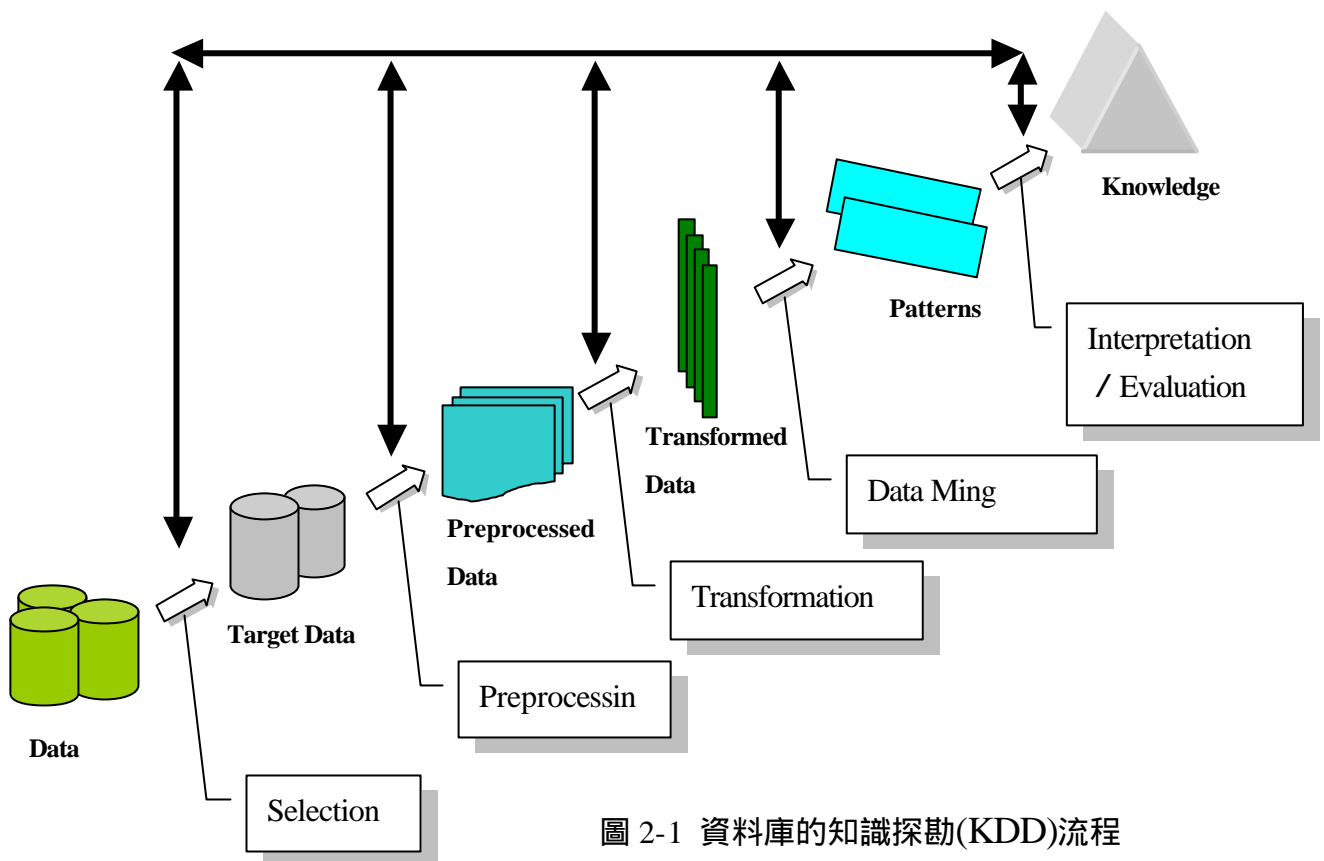 Knowledge
Patterns
Interpretation
/ Evaluation
Transformed
Data
Data Ming
Preprocessed
Data
Transformation
Target Data
Preprocessin
Data
Selection
圖 2-1 資料庫的知識探勘(KDD)流程